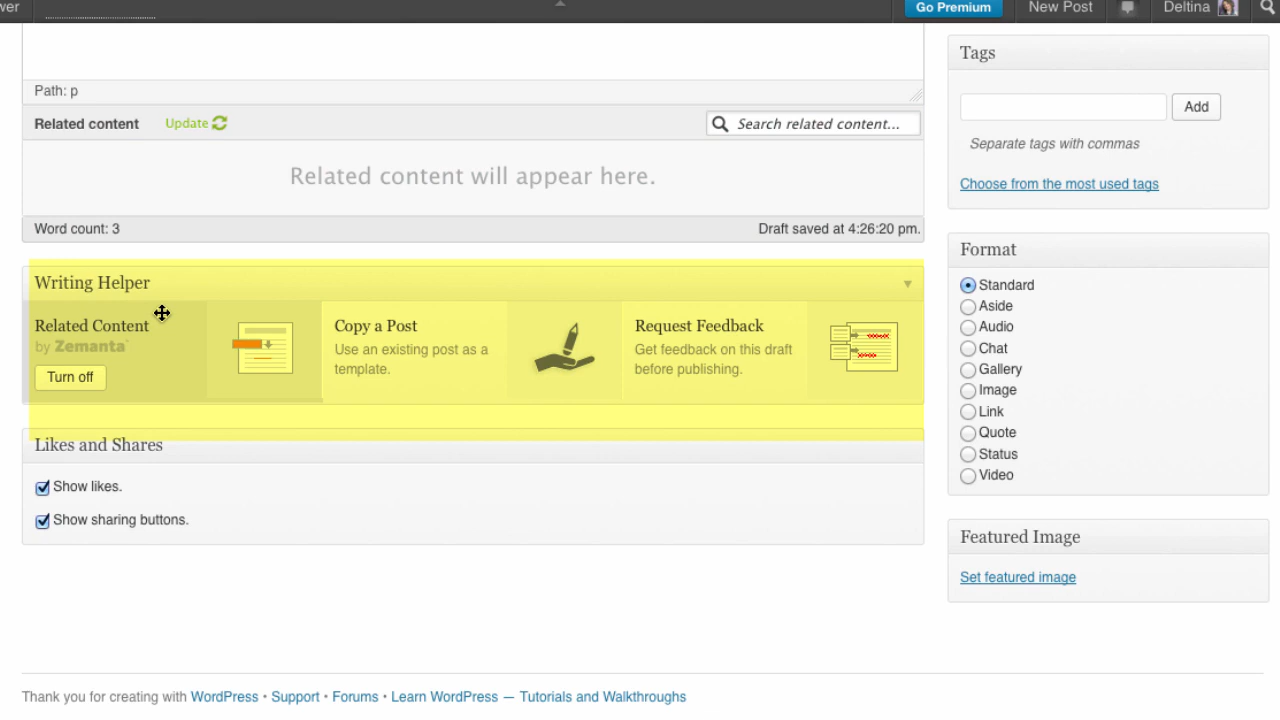 wer
Go Premium
New Post
Deltina
Path: p
Related content
Update
Search related content...
Related content will appear here.
Word count: 3
Draft saved at 4:26:20 pm.
Writing Helper
Related Content
by Zemanta
Turn off
Copy a Post
Use an existing post as a
template.
Request Feedback
Get feedback on this draft
before publishing.
Likes and Shares
Show likes.
Show sharing buttons.
Tags
Add
Separate tags with commas
Choose from the most used tags
Format
Standard
Aside
Audio
Chat
Gallery
Image
Link
Quote
Status
Video
Featured Image
Set featured image
Thank you for creating with WordPress • Support • Forums • Learn WordPress — Tutorials and Walkthroughs